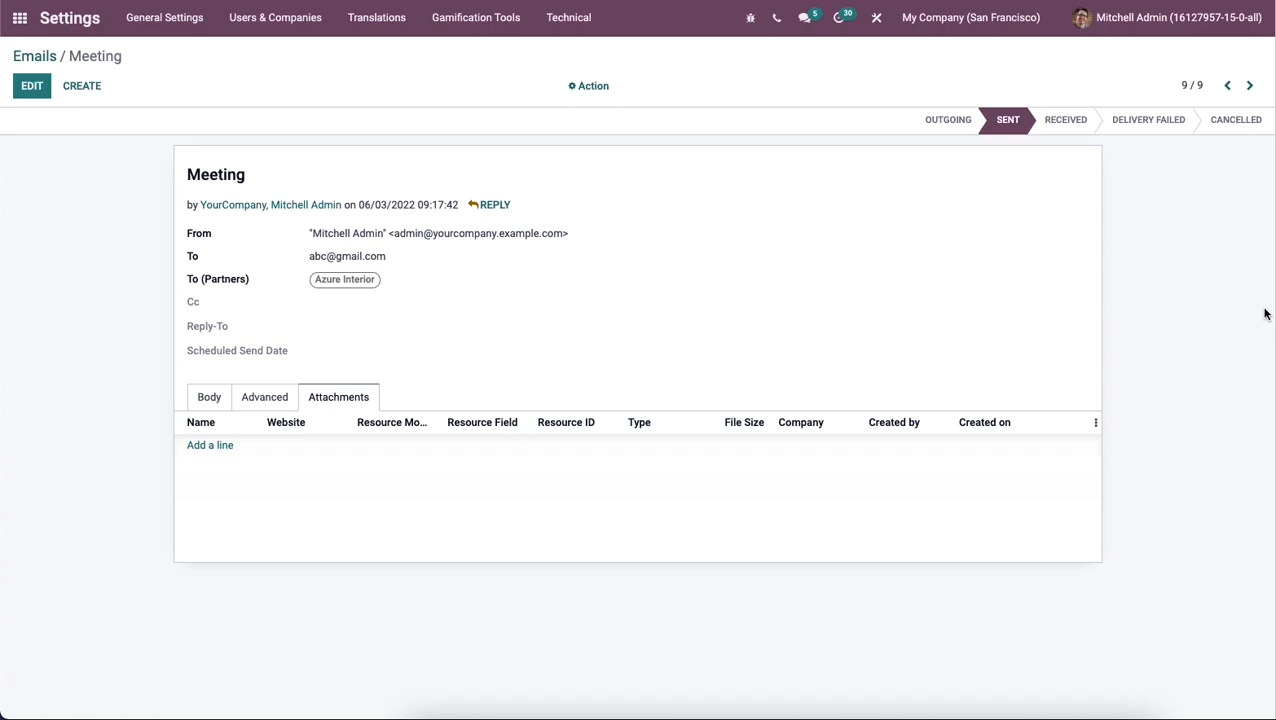 Settings General Settings Users & Companies Translations Gamification Tools Technical 5 30 My Company (San Francisco) Mitchell Admin (16127957-15-0-all)
Emails / Meeting
EDIT CREATE Action 9 / 9
OUTGOING SENT RECEIVED DELIVERY FAILED CANCELLED
Meeting
by YourCompany, Mitchell Admin on 06/03/2022 09:17:42 REPLY
From "Mitchell Admin" <admin@yourcompany.example.com>
To abc@gmail.com
To (Partners) Azure Interior
Cc
Reply-To
Scheduled Send Date
Body Advanced Attachments
Name Website Resource Mo... Resource Field Resource ID Type File Size Company Created by Created on
Add a line